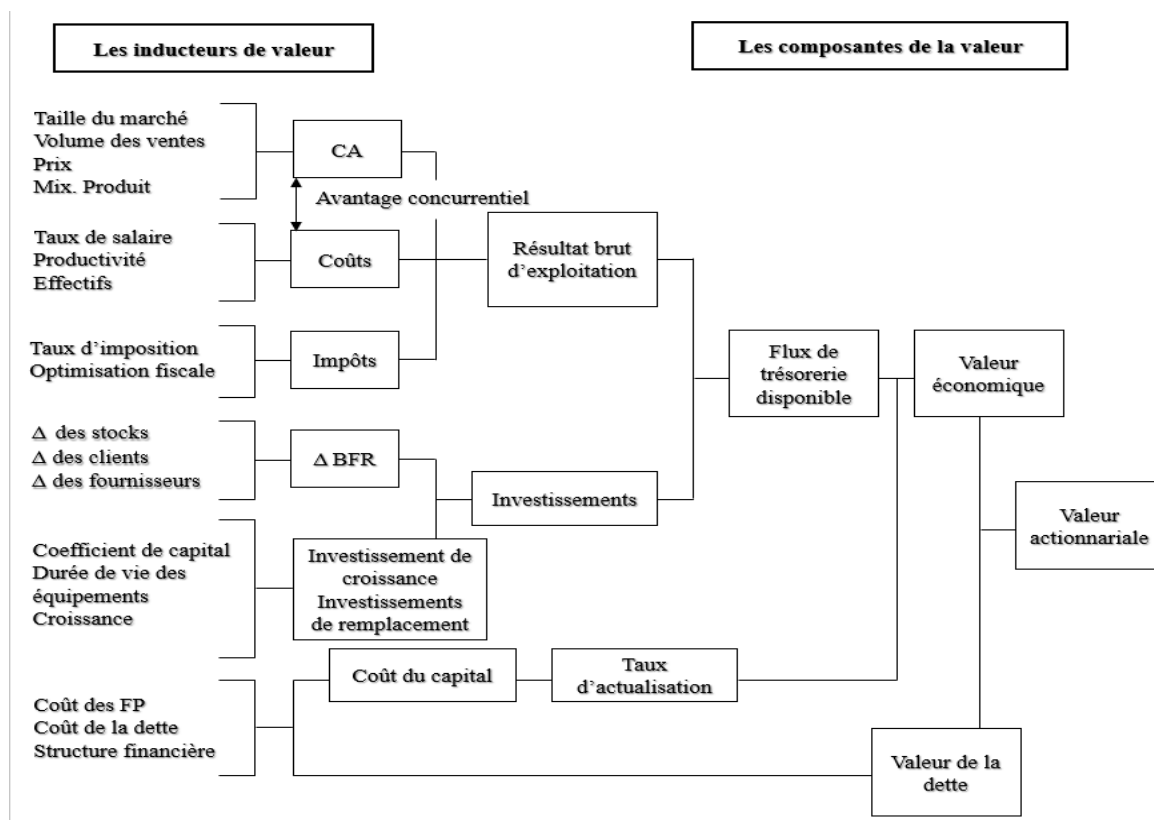 Les inducteurs de valeur
Les composantes de la valeur
Taille du marché
Volume des ventes
Prix
Mix. Produit
CA
Avantage concurrentiel
Taux de salaire
Productivité
Effectifs
Coûts
Résultat brut
d’exploitation
Taux d’imposition
Optimisation fiscale
Impôts
Flux de
trésorerie
disponible
Valeur
économique
Δ des stocks
Δ des clients
Δ des fournisseurs
Δ BFR
Investissements
Valeur
actionnariale
Coefficient de capital
Durée de vie des
équipements
Croissance
Investissement de
croissance
Investissements
de remplacement
Coût du capital
Taux
d’actualisation
Coût des FP
Coût de la dette
Structure financière
Valeur de la
dette